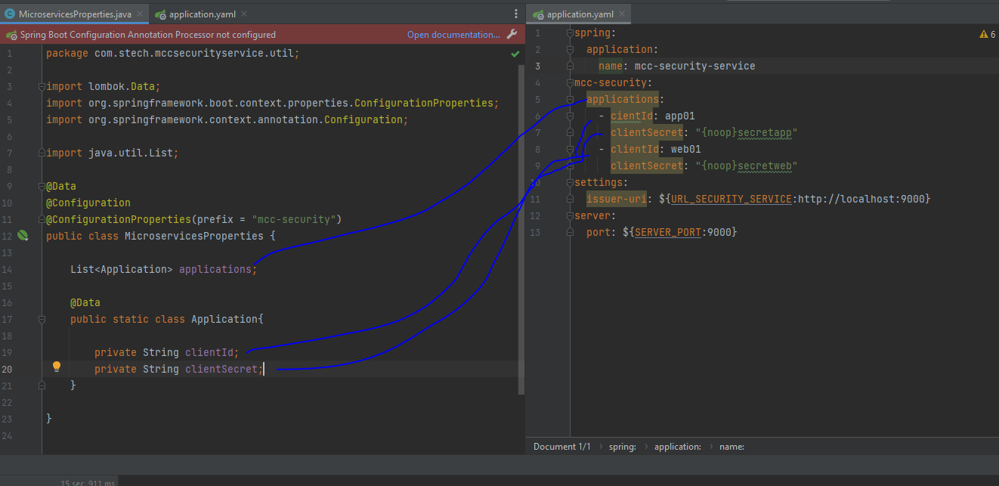 MicroservicesProperties.java
application.yaml
Spring Boot Configuration Annotation Processor not configured
Open documentation...
1 package com.stech.mccsecurityservice.util;
2
3 import lombok.Data;
4 import org.springframework.boot.context.properties.ConfigurationProperties;
5 import org.springframework.context.annotation.Configuration;
6
7 import java.util.List;
8
9 @Data
10 @Configuration
11 @ConfigurationProperties(prefix = "mcc-security")
12 public class MicroservicesProperties {
13
14 List<Application> applications;
15
16 @Data
17 public static class Application{
18
19 private String clientId;
20 private String clientSecret;
21 }
22
23 }
24
application.yaml
6
1 spring:
2 application:
3 name: mcc-security-service
4 mcc-security:
5 applications:
6 - cientId: app01
7 clientSecret: "{noop}secretapp"
8 - clientId: web01
9 clientSecret: "{noop}secretweb"
10 settings:
11 issuer-uri: ${URL_SECURITY_SERVICE:http://localhost:9000}
12 server:
13 port: ${SERVER_PORT:9000}
Document 1/1 › spring: › application: › name:
15 sec, 911 ms